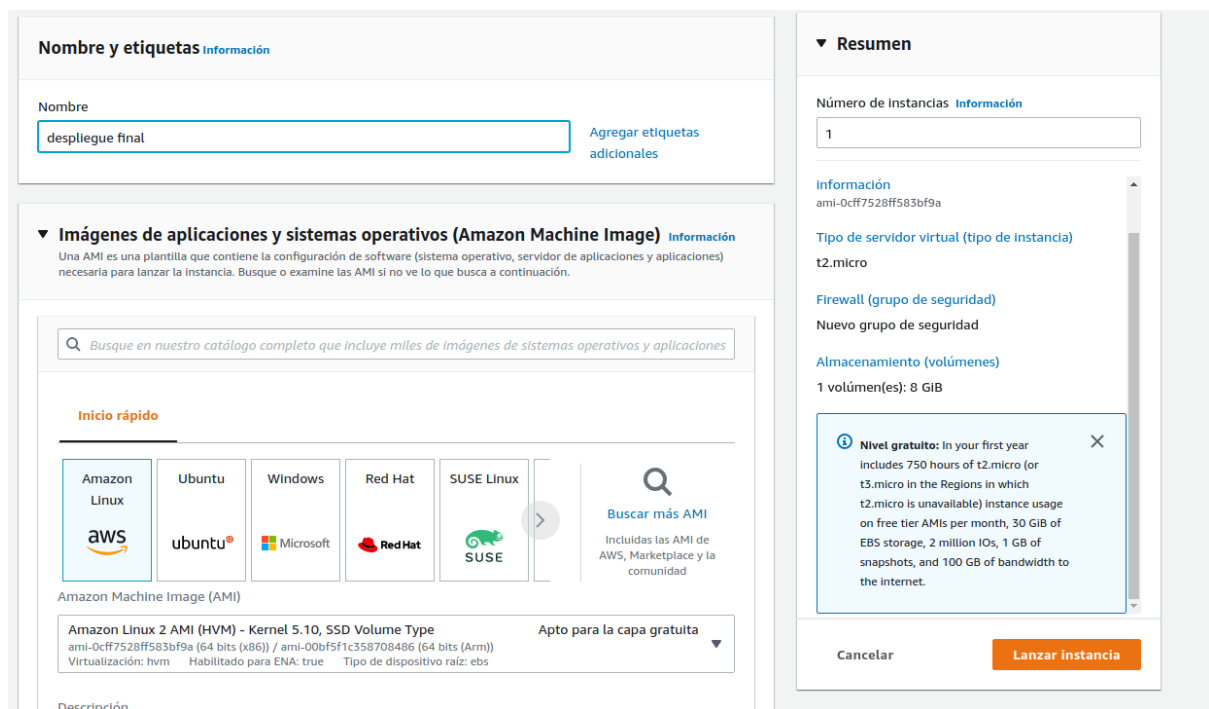 Nombre y etiquetas Información
Nombre
despliegue final
Agregar etiquetas
adicionales
Imágenes de aplicaciones y sistemas operativos (Amazon Machine Image) Información
Una AMI es una plantilla que contiene la configuración de software (sistema operativo, servidor de aplicaciones y aplicaciones)
necesaria para lanzar la instancia. Busque o examine las AMI si no ve lo que busca a continuación.
Busque en nuestro catálogo completo que incluye miles de imágenes de sistemas operativos y aplicaciones
Inicio rápido
Amazon
Linux
aws
Ubuntu
ubuntu
Windows
Microsoft
Red Hat
Red Hat
SUSE Linux
SUSE
Buscar más AMI
Incluidas las AMI de
AWS, Marketplace y la
comunidad
Amazon Machine Image (AMI)
Amazon Linux 2 AMI (HVM) - Kernel 5.10, SSD Volume Type
Apto para la capa gratuita
ami-0cff7528ff583bf9a (64 bits (x86)) / ami-00bf5f1c358708486 (64 bits (Arm))
Virtualización: hvm Habilitado para ENA: true Tipo de dispositivo raíz: ebs
Descripción
Resumen
Número de instancias Información
1
información
ami-0cff7528ff583bf9a
Tipo de servidor virtual (tipo de instancia)
t2.micro
Firewall (grupo de seguridad)
Nuevo grupo de seguridad
Almacenamiento (volúmenes)
1 volúmen(es): 8 GiB
Nivel gratuito: In your first year
includes 750 hours of t2.micro (or
t3.micro in the Regions in which
t2.micro is unavailable) instance usage
on free tier AMIs per month, 30 GiB of
EBS storage, 2 million IOs, 1 GB of
snapshots, and 100 GB of bandwidth to
the internet.
Cancelar
Lanzar instancia